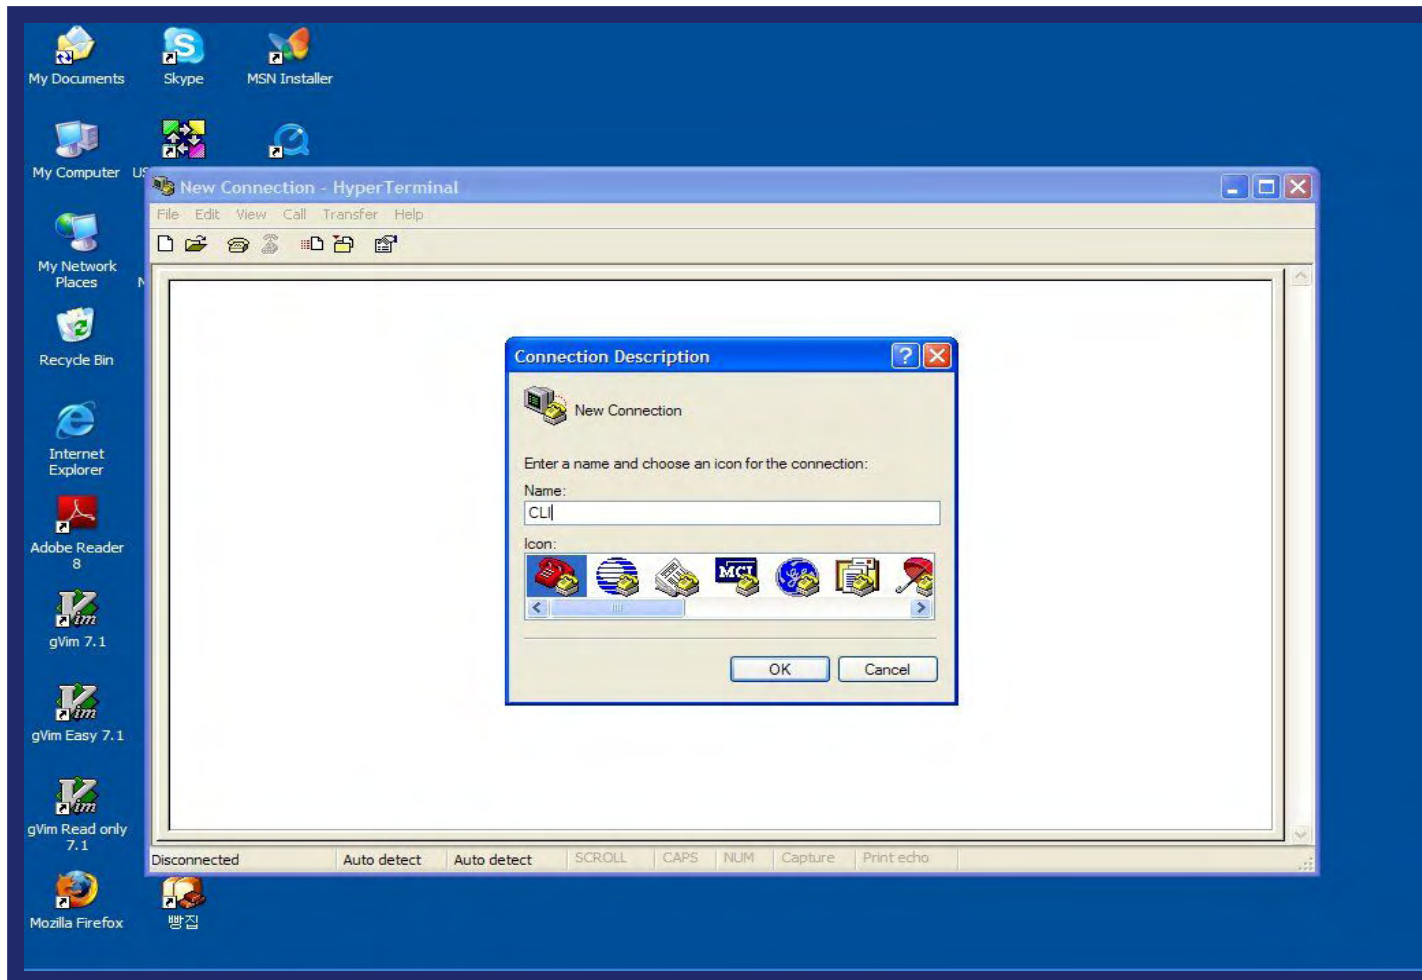 My Documents
Skype
MSN Installer
My Computer
US
My Network
Places
N
Recycle Bin
Internet
Explorer
Adobe Reader
8
gVim 7.1
gVim Easy 7.1
gVim Read only
7.1
Mozilla Firefox
빵집
New Connection - HyperTerminal
File Edit View Call Transfer Help
Connection Description
New Connection
Enter a name and choose an icon for the connection:
Name:
CLI
Icon:
MCI
OK Cancel
Disconnected Auto detect Auto detect SCROLL CAPS NUM Capture Print echo